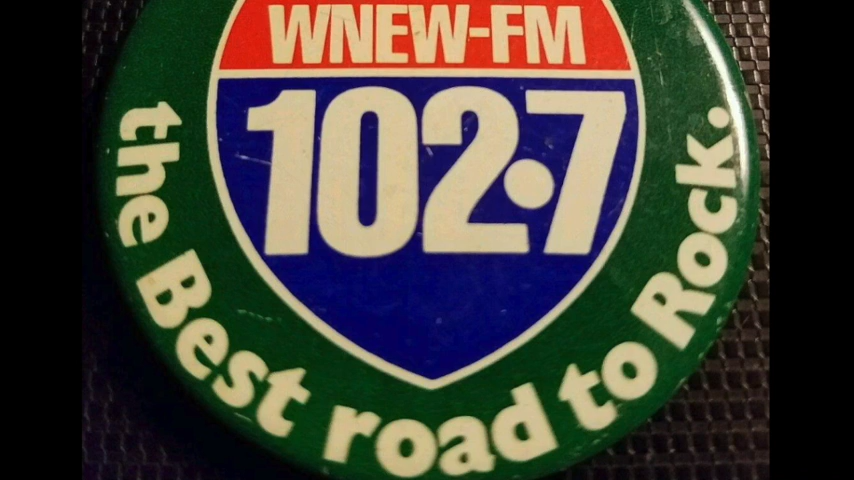 WNEW-FM
102•7
the Best road to Rock.